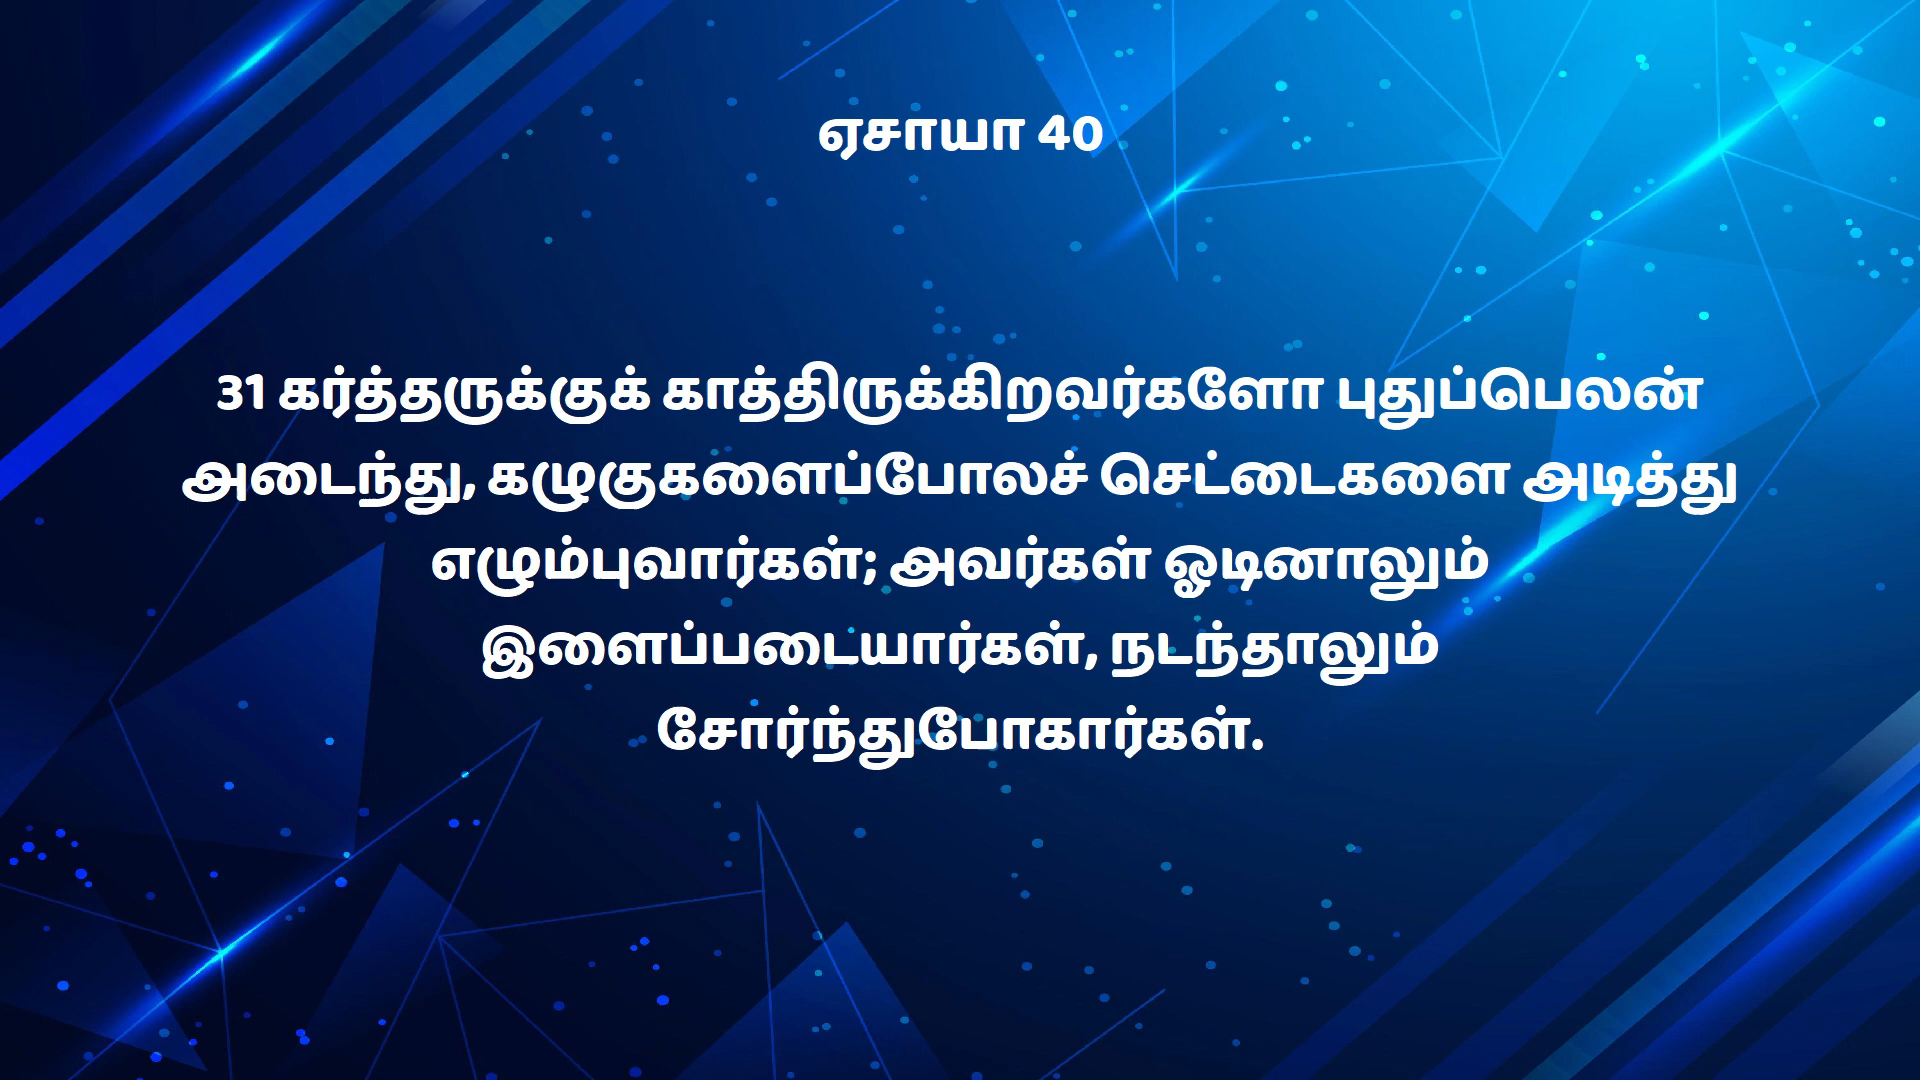 ஏசாயா 40
31 கர்த்தருக்குக் காத்திருக்கிறவர்களோ புதுப்பெலன்
அடைந்து, கழுகுகளைப்போலச் செட்டைகளை அடித்து
எழும்புவார்கள்; அவர்கள் ஓடினாலும்
இளைப்படையார்கள், நடந்தாலும்
சோர்ந்துபோகார்கள்.